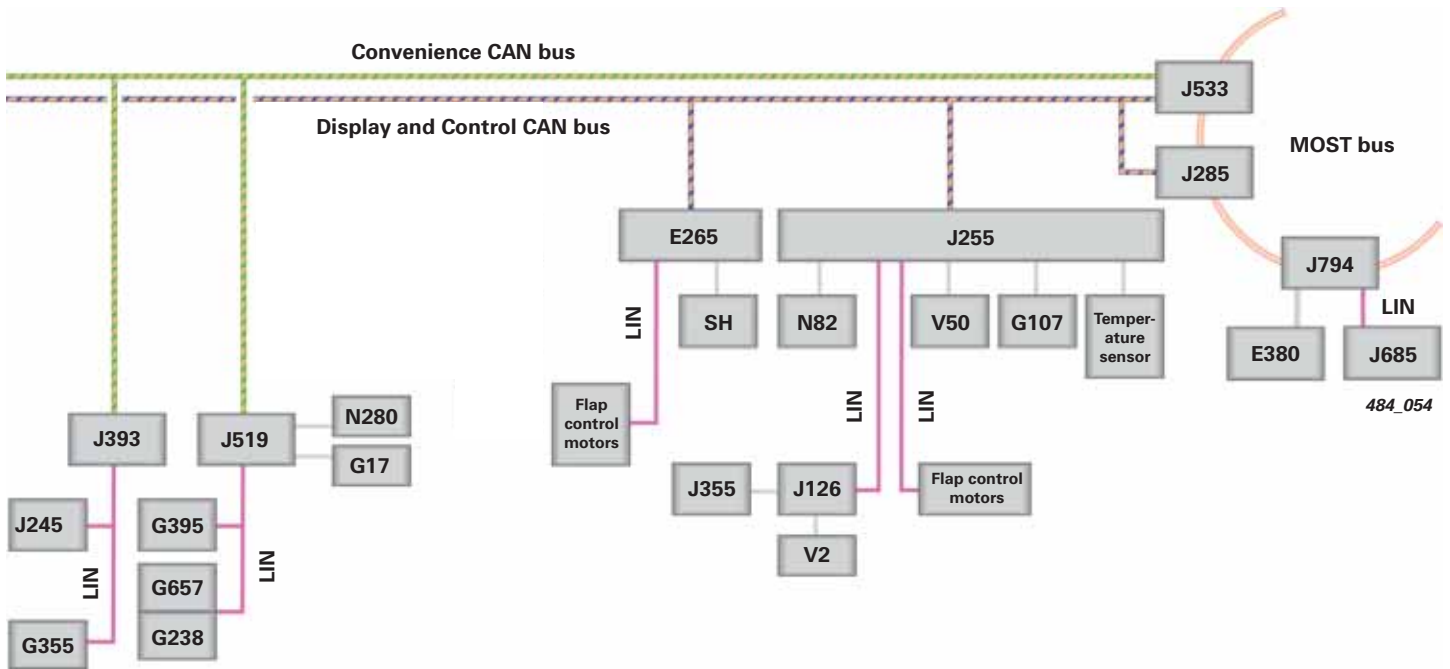 Convenience CAN bus
J533
Display and Control CAN bus
MOST bus
J285
E265
J255
J794
LIN
SH
N82
V50
G107
Temper-
ature
sensor
LIN
E380
J685
484_054
Flap
control
motors
LIN
LIN
N280
J393
J519
G17
J355
J126
Flap control
motors
J245
G395
V2
LIN
LIN
G657
G355
G238